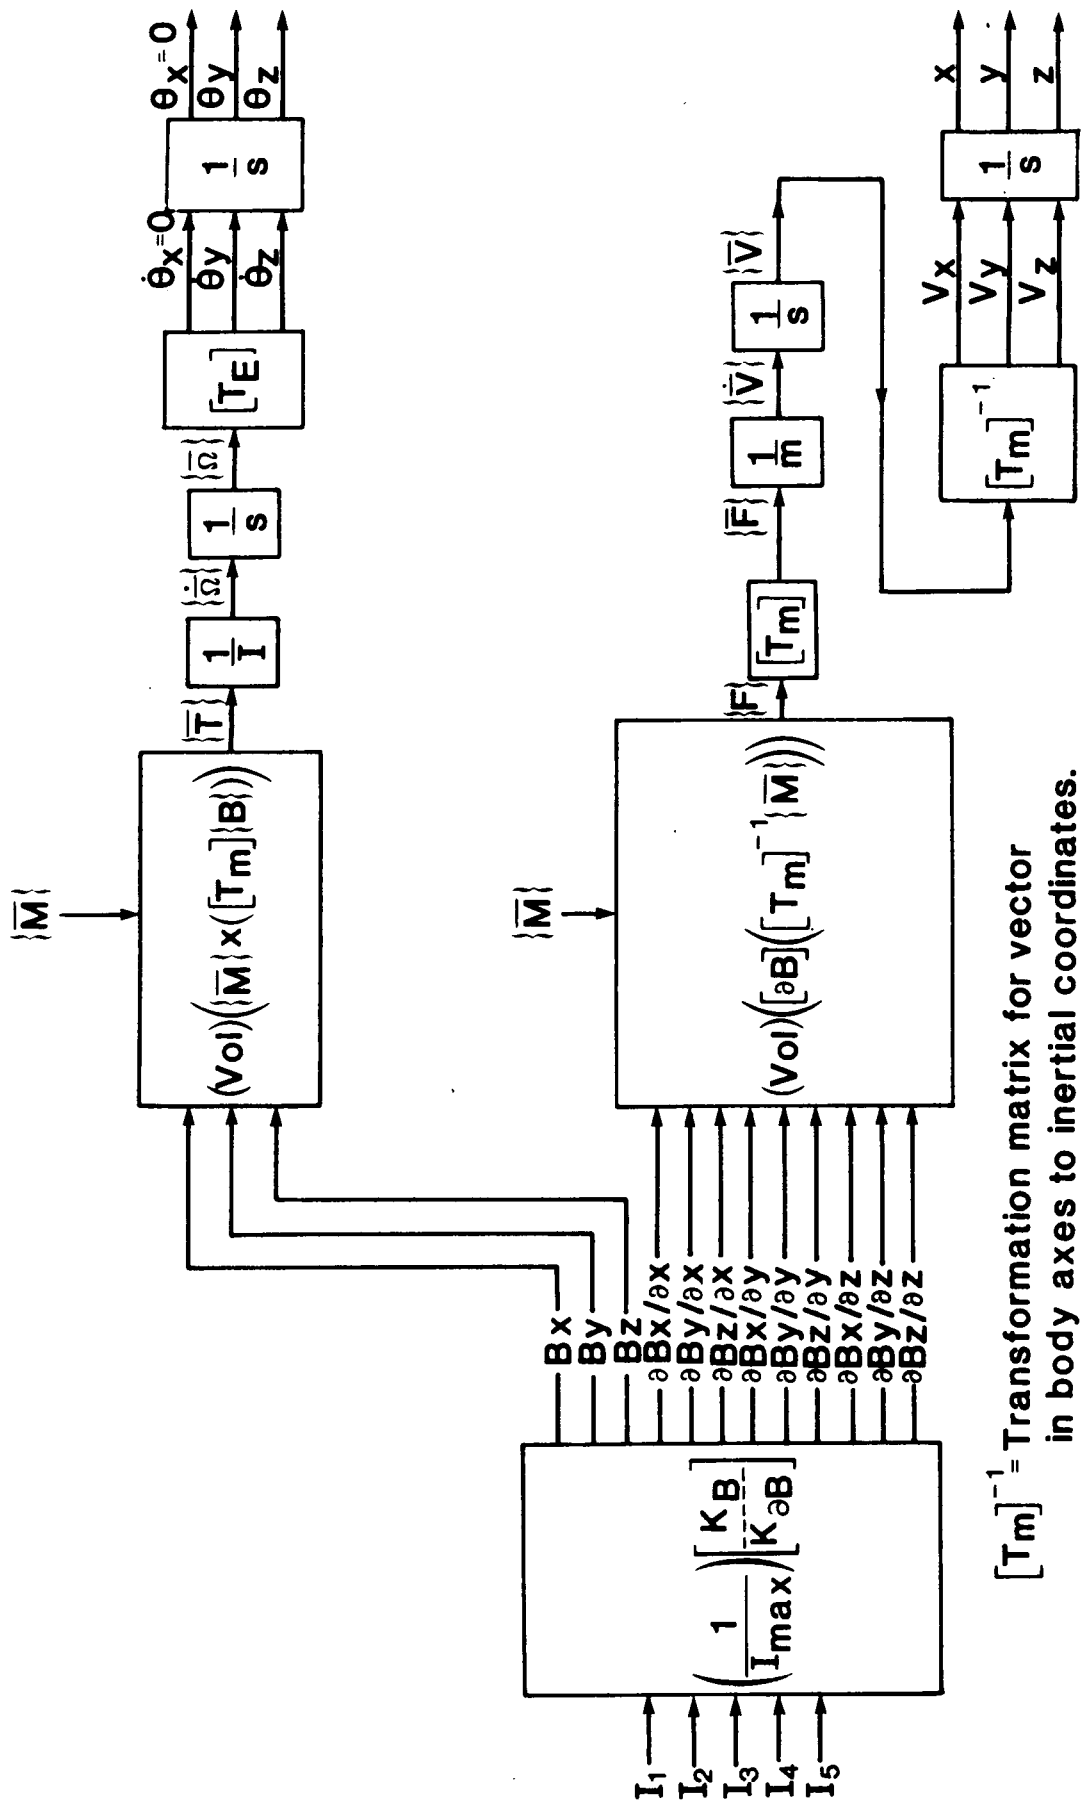 I1
I2
I3
I4
I5
(1/Imax)[KB/K∂B]
Bx
By
Bz
∂Bx/∂x
∂By/∂x
∂Bz/∂x
∂Bx/∂y
∂By/∂y
∂Bz/∂y
∂Bx/∂z
∂By/∂z
∂Bz/∂z
{M̅}
(Vol)({M̅}x([Tm]{B}))
{T̅}
1/I
{Ω̅̇}
1/s
{Ω̅}
[TE]
θ̇x=0
θ̇y
θ̇z
1/s
θx=0
θy
θz
{M̅}
(Vol)([∂B]([Tm]⁻¹{M̅}))
{F̅}
[Tm]
{F̅}
1/m
{V̅̇}
1/s
{V̅}
[Tm]⁻¹
Vx
Vy
Vz
1/s
x
y
z
[Tm]⁻¹=Transformation matrix for vector
in body axes to inertial coordinates.